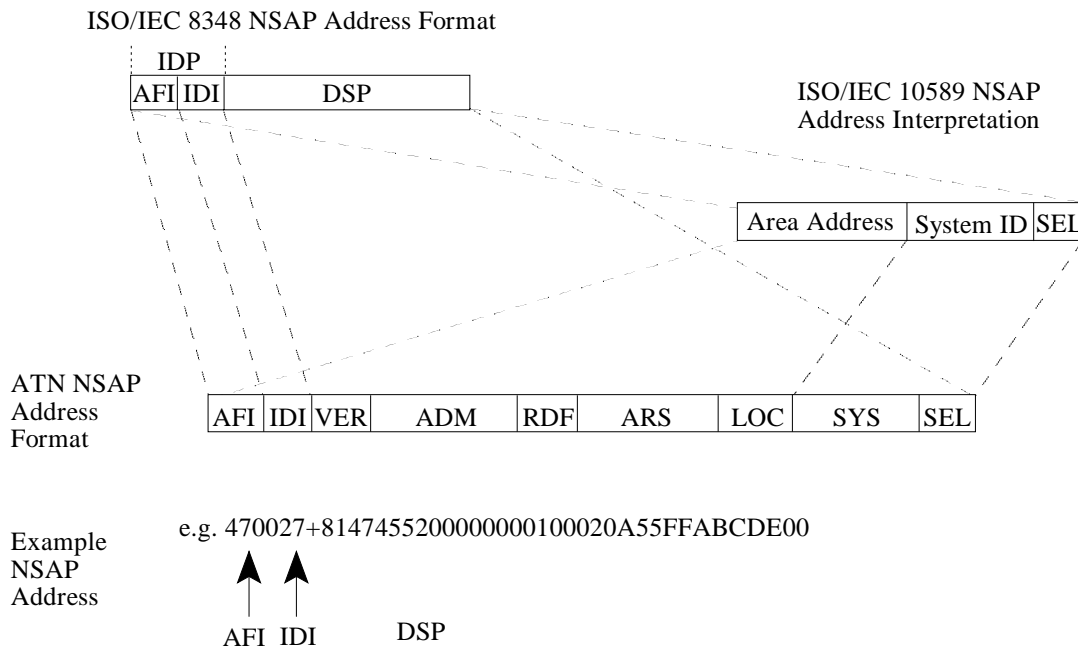 ISO/IEC 8348 NSAP Address Format
IDP
AFI IDI DSP
ISO/IEC 10589 NSAP
Address Interpretation
Area Address System ID SEL
ATN NSAP
Address
Format
AFI IDI VER ADM RDF ARS LOC SYS SEL
Example
NSAP
Address
e.g. 470027+8147455200000000100020A55FFABCDE00
AFI IDI DSP